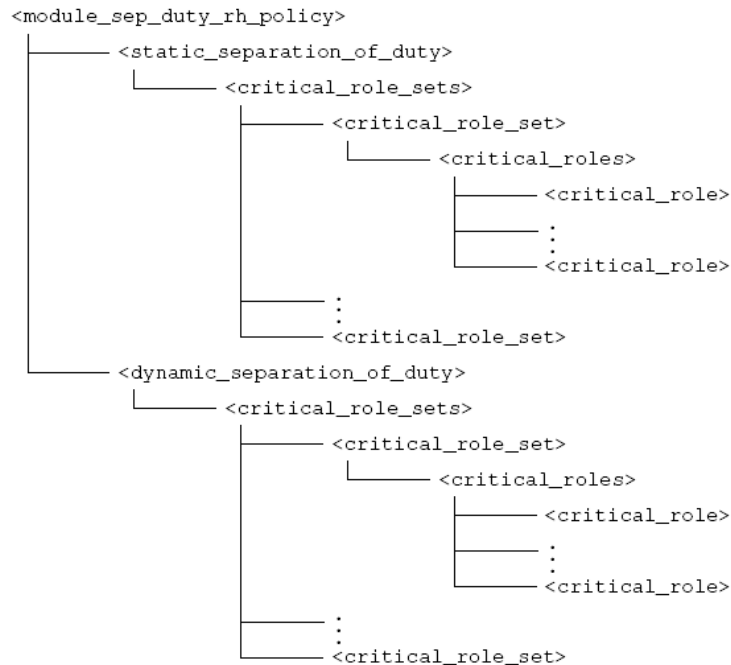 <module_sep_duty_rh_policy>
<static_separation_of_duty>
<critical_role_sets>
<critical_role_set>
<critical_roles>
<critical_role>
⋮
<critical_role>
⋮
<critical_role_set>
<dynamic_separation_of_duty>
<critical_role_sets>
<critical_role_set>
<critical_roles>
<critical_role>
⋮
<critical_role>
⋮
<critical_role_set>